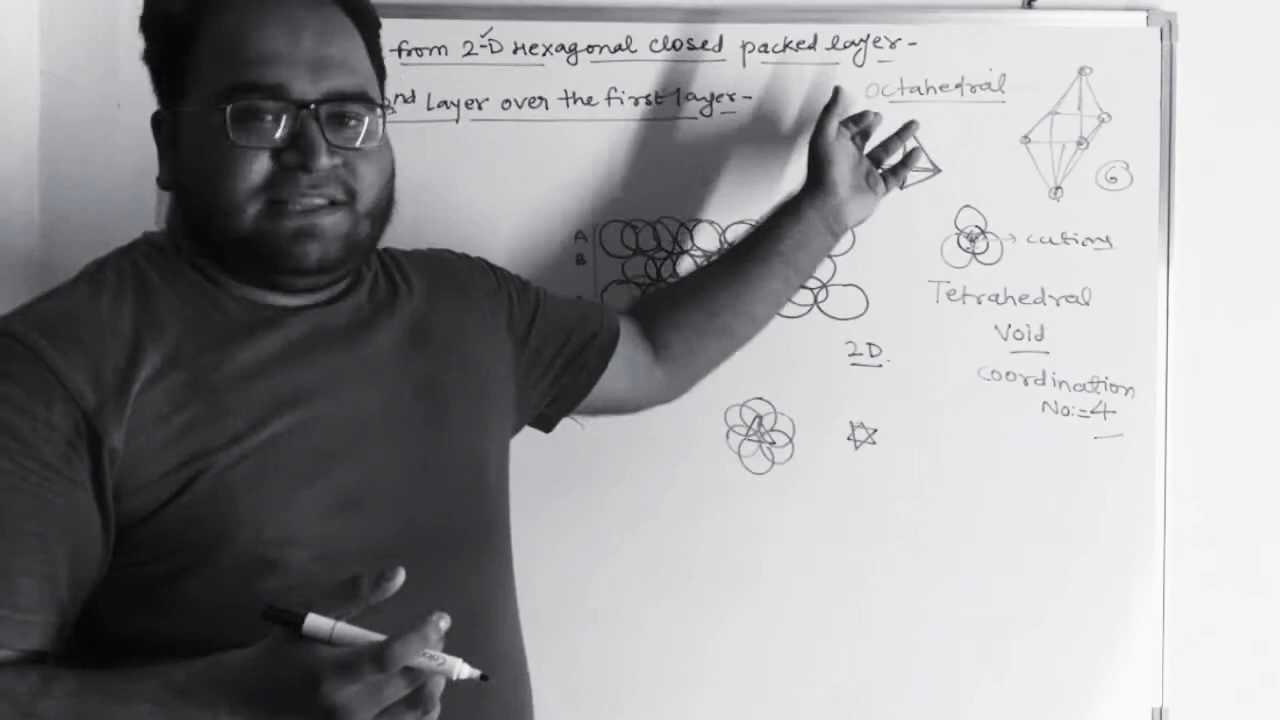 from 2-D Hexagonal closed packed layer-
2nd Layer over the first layer-
Octahedral
6
A
B
cations
Tetrahedral
Void
2D.
Coordination
No:=4